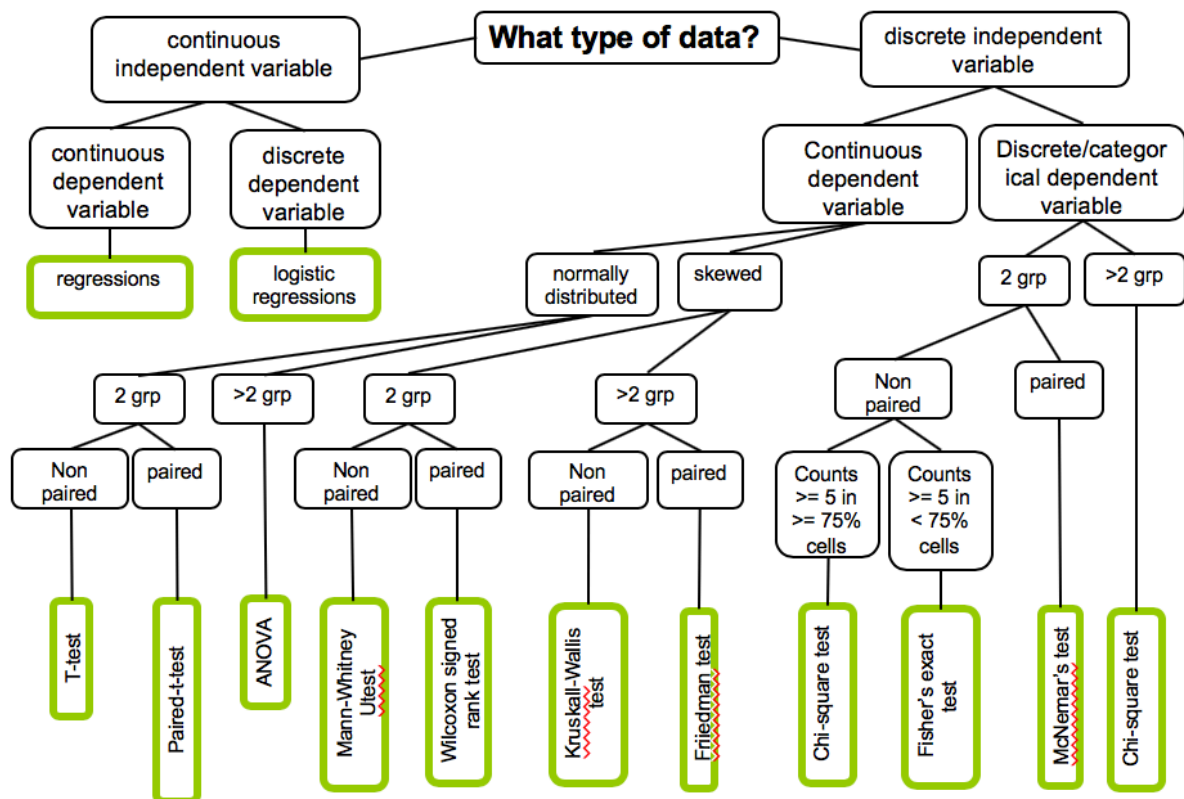 What type of data?
continuous
independent variable
discrete independent
variable
continuous
dependent
variable
discrete
dependent
variable
Continuous
dependent
variable
Discrete/categor
ical dependent
variable
regressions
logistic
regressions
normally
distributed
skewed
2 grp
>2 grp
2 grp
>2 grp
2 grp
>2 grp
Non
paired
paired
Non
paired
paired
Non
paired
paired
Non
paired
paired
Counts
>= 5 in
>= 75%
cells
Counts
>= 5 in
< 75%
cells
T-test
Paired-t-test
ANOVA
Mann-Whitney
Utest
Wilcoxon signed
rank test
Kruskall-Wallis
test
Friiedman test
Chi-square test
Fisher's exact
test
McNemar's test
Chi-square test